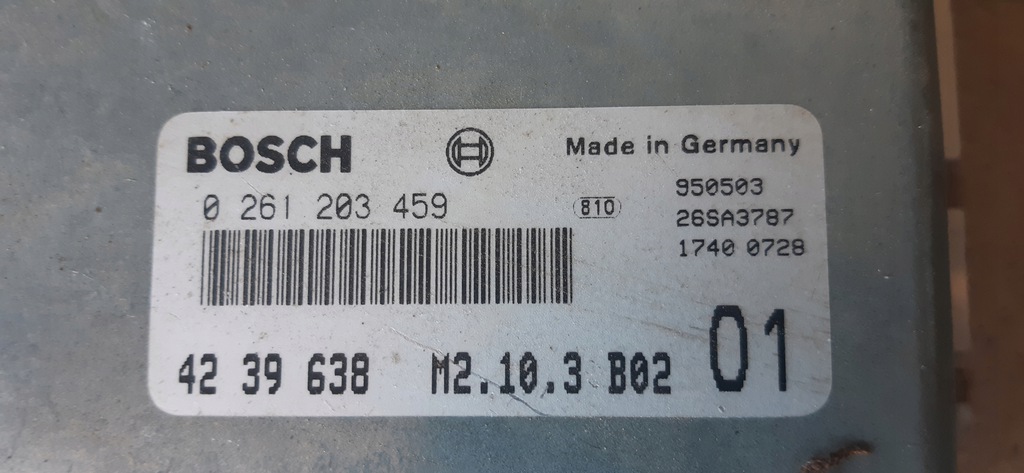 BOSCH
Made in Germany
0 261 203 459
810
950503
26SA3787
1740 0728
42 39 638 M2.10.3 B02 01